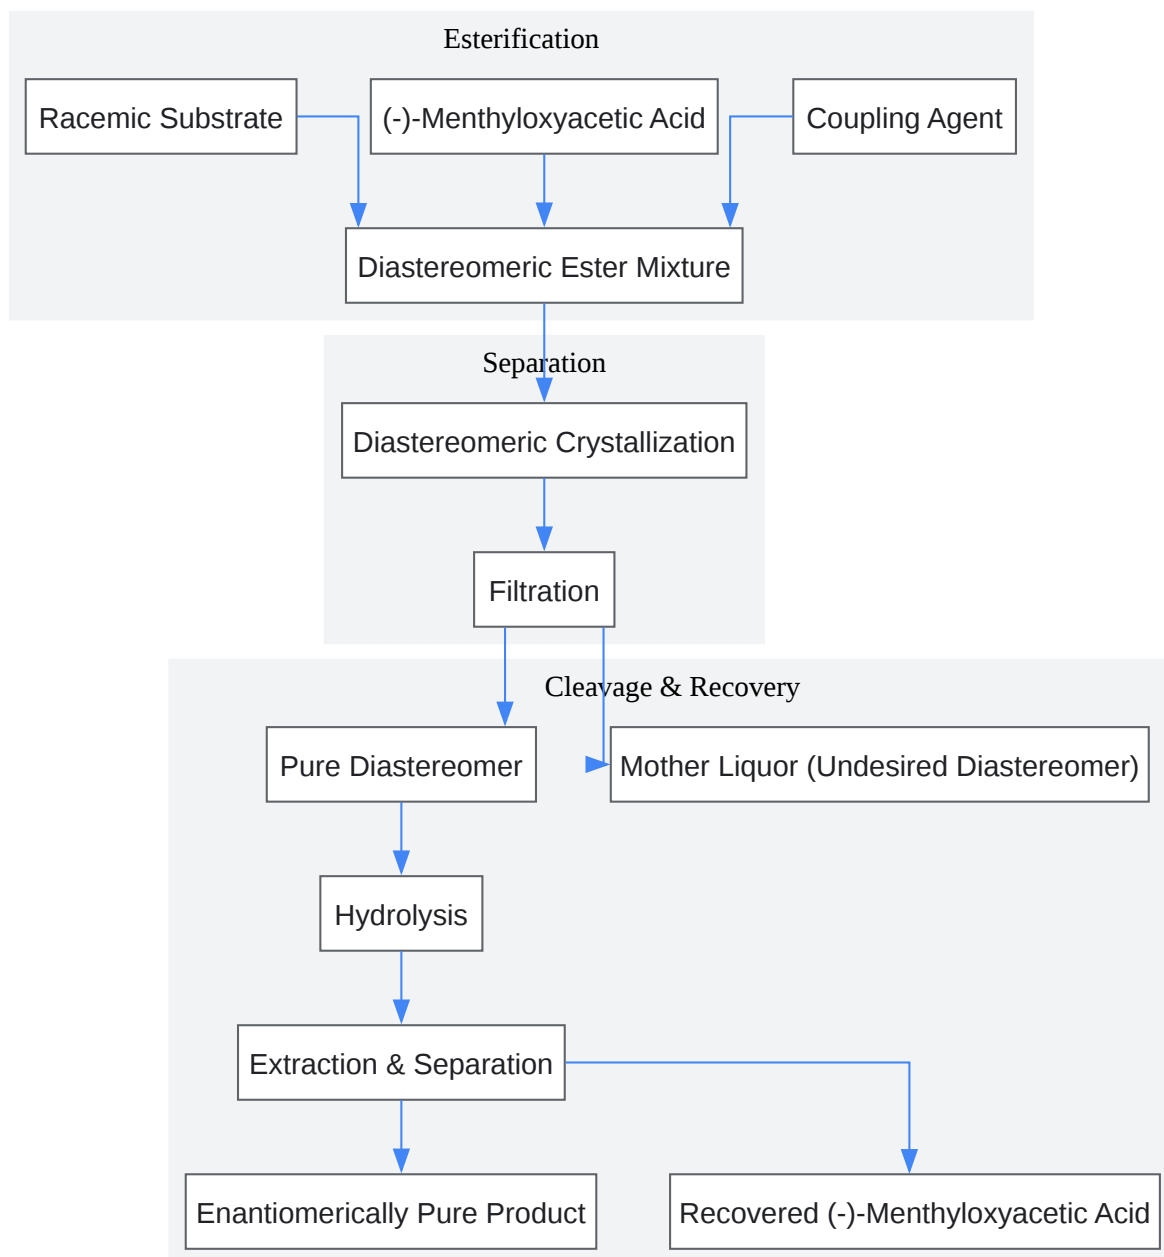 Esterification
Racemic Substrate
(-)-Menthyloxyacetic Acid
Coupling Agent
Diastereomeric Ester Mixture
Separation
Diastereomeric Crystallization
Filtration
Cleavage & Recovery
Pure Diastereomer
Mother Liquor (Undesired Diastereomer)
Hydrolysis
Extraction & Separation
Enantiomerically Pure Product
Recovered (-)-Menthyloxyacetic Acid